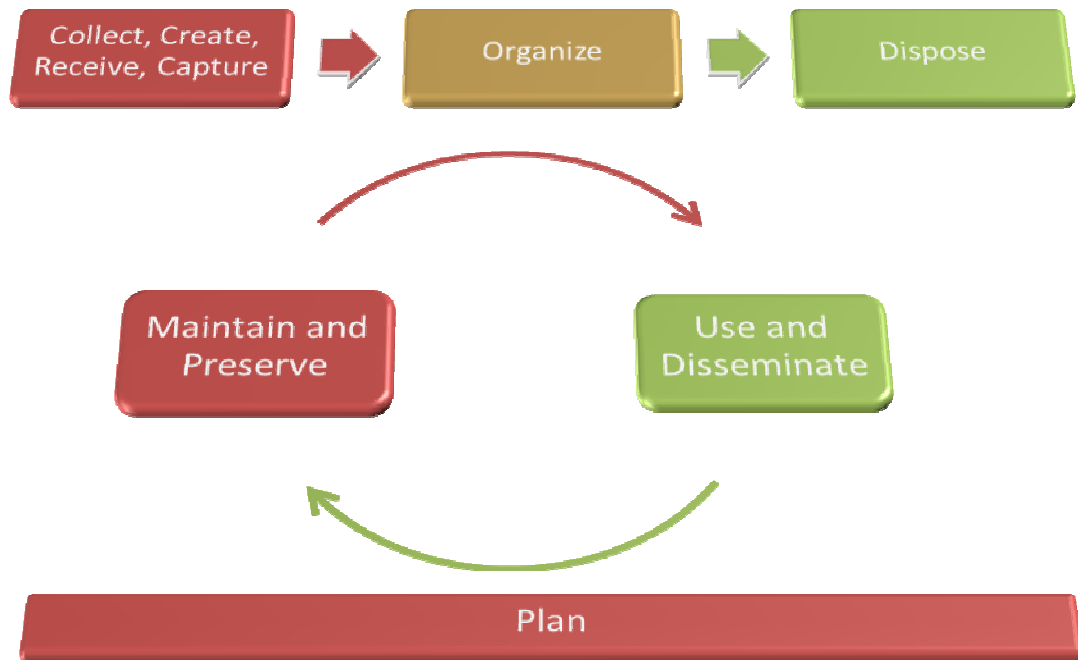 Collect, Create,
Receive, Capture
Organize
Dispose
Maintain and
Preserve
Use and
Disseminate
Plan